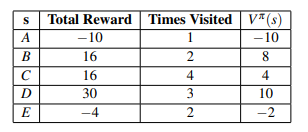 s Total Reward Times Visited V^π(s)
A −10 1 −10
B 16 2 8
C 16 4 4
D 30 3 10
E −4 2 −2